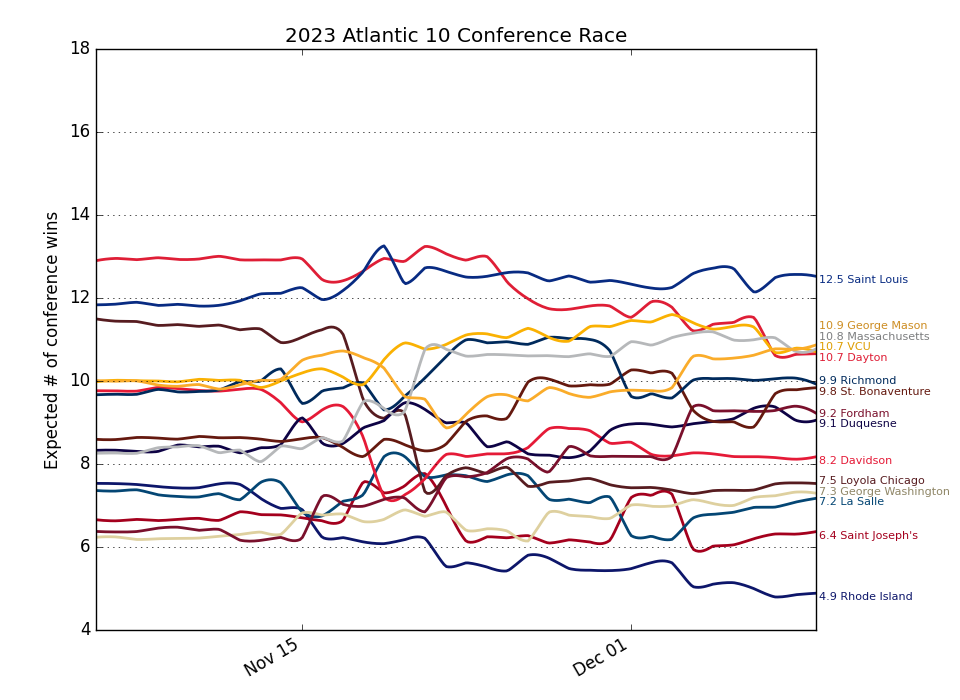 2023 Atlantic 10 Conference Race
Expected # of conference wins
18
16
14
12
10
8
6
4
Nov 15
Dec 01
12.5 Saint Louis
10.9 George Mason
10.8 Massachusetts
10.7 VCU
10.7 Dayton
9.9 Richmond
9.8 St. Bonaventure
9.2 Fordham
9.1 Duquesne
8.2 Davidson
7.5 Loyola Chicago
7.3 George Washington
7.2 La Salle
6.4 Saint Joseph's
4.9 Rhode Island